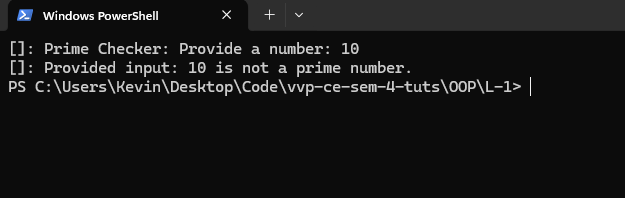 Windows PowerShell
[]: Prime Checker: Provide a number: 10
[]: Provided input: 10 is not a prime number.
PS C:\Users\Kevin\Desktop\Code\vvp-ce-sem-4-tuts\OOP\L-1>